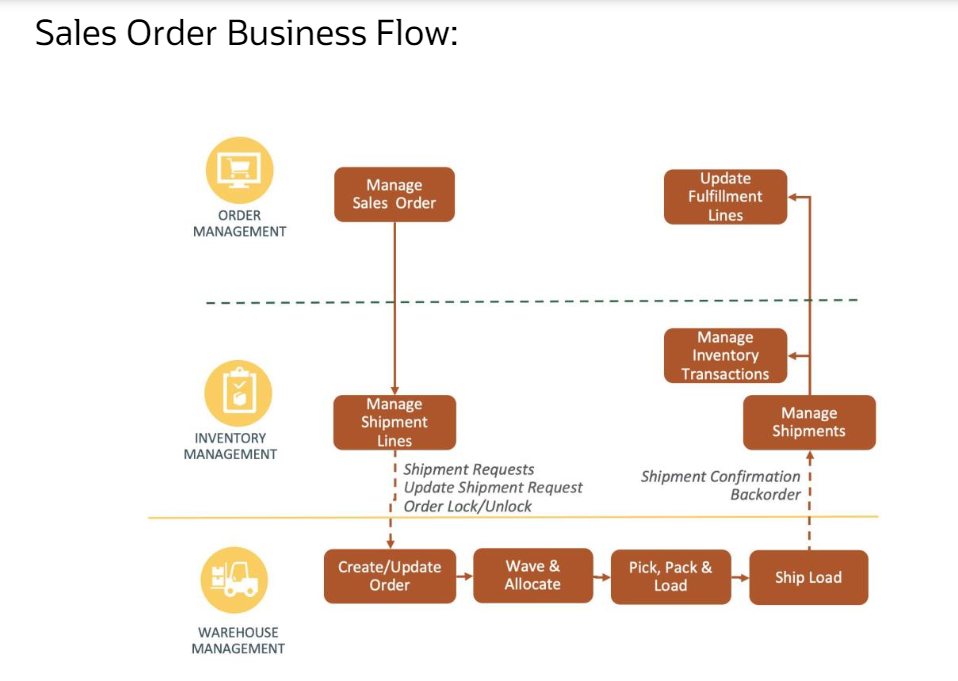 Sales Order Business Flow:
ORDER
MANAGEMENT
Manage
Sales Order
Update
Fulfillment
Lines
INVENTORY
MANAGEMENT
Manage
Shipment
Lines
Manage
Inventory
Transactions
Manage
Shipments
Shipment Requests
Update Shipment Request
Order Lock/Unlock
Shipment Confirmation
Backorder
WAREHOUSE
MANAGEMENT
Create/Update
Order
Wave &
Allocate
Pick, Pack &
Load
Ship Load